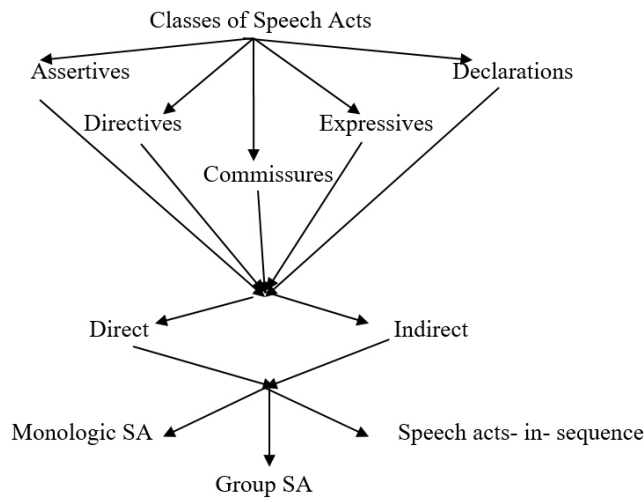 Classes of Speech Acts
Assertives
Declarations
Directives
Expressives
Commissures
Direct
Indirect
Monologic SA
Speech acts- in- sequence
Group SA